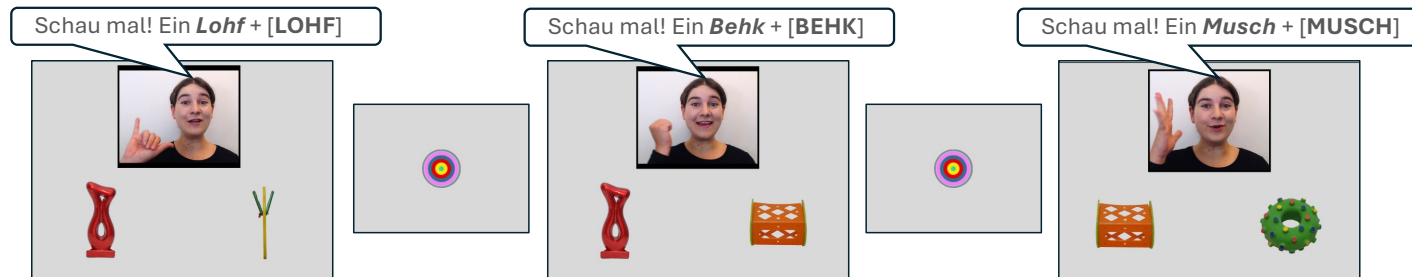 Schau mal! Ein Lohf + [LOHF]
Schau mal! Ein Behk + [BEHK]
Schau mal! Ein Musch + [MUSCH]